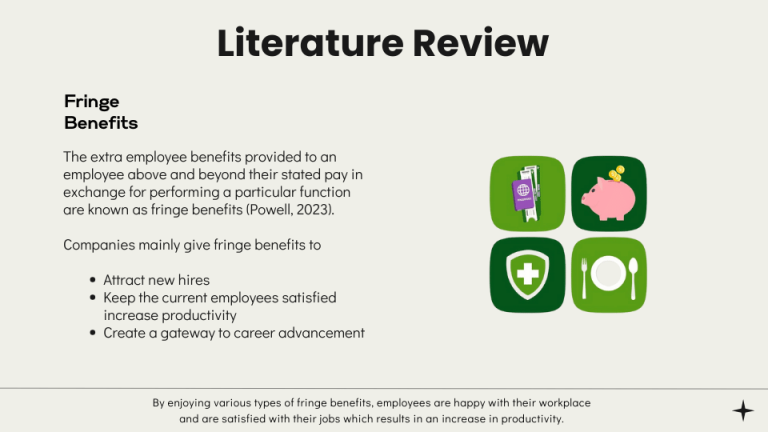 Literature Review
Fringe
Benefits
The extra employee benefits provided to an
employee above and beyond their stated pay in
exchange for performing a particular function
are known as fringe benefits (Powell, 2023).
Companies mainly give fringe benefits to
• Attract new hires
• Keep the current employees satisfied
increase productivity
• Create a gateway to career advancement
By enjoying various types of fringe benefits, employees are happy with their workplace
and are satisfied with their jobs which results in an increase in productivity.